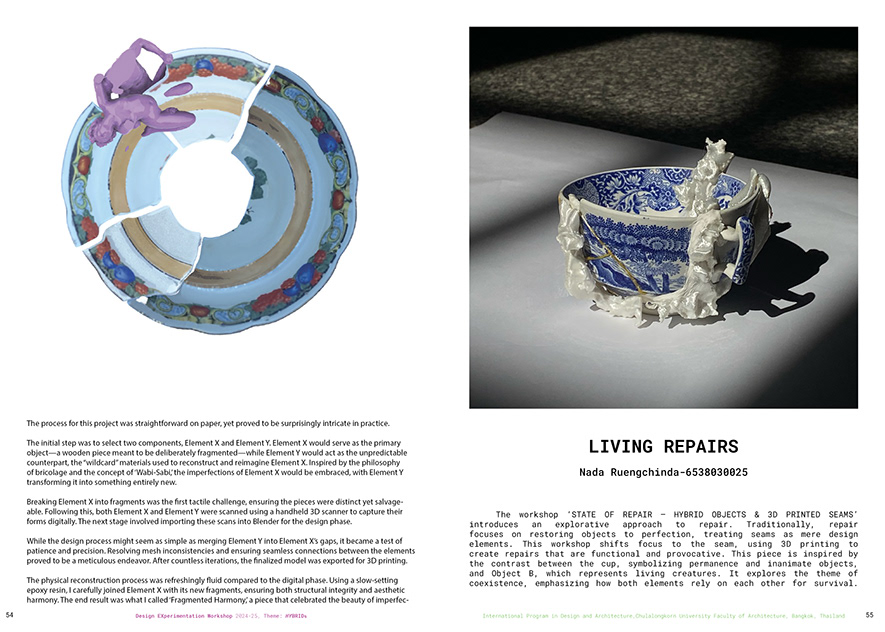 The process for this project was straightforward on paper, yet proved to be surprisingly intricate in practice.
The initial step was to select two components, Element X and Element Y. Element X would serve as the primary
object—a wooden piece meant to be deliberately fragmented—while Element Y would act as the unpredictable
counterpart, the “wildcard” materials used to reconstruct and reimagine Element X. Inspired by the philosophy
of bricolage and the concept of ‘Wabi-Sabi,’ the imperfections of Element X would be embraced, with Element Y
transforming it into something entirely new.
Breaking Element X into fragments was the first tactile challenge, ensuring the pieces were distinct yet salvage-
able. Following this, both Element X and Element Y were scanned using a handheld 3D scanner to capture their
forms digitally. The next stage involved importing these scans into Blender for the design phase.
While the design process might seem as simple as merging Element Y into Element X’s gaps, it became a test of
patience and precision. Resolving mesh inconsistencies and ensuring seamless connections between the elements
proved to be a meticulous endeavor. After countless iterations, the finalized model was exported for 3D printing.
The physical reconstruction process was refreshingly fluid compared to the digital phase. Using a slow-setting
epoxy resin, I carefully joined Element X with its new fragments, ensuring both structural integrity and aesthetic
harmony. The end result was what I called ‘Fragmented Harmony,’ a piece that celebrated the beauty of imperfec-
54
Design EXperimentation Workshop 2024-25, Theme: #HYBRIDs
LIVING REPAIRS
Nada Ruengchinda-6538030025
The workshop ‘STATE OF REPAIR – HYBRID OBJECTS & 3D PRINTED SEAMS’
introduces an explorative approach to repair. Traditionally, repair
focuses on restoring objects to perfection, treating seams as mere design
elements. This workshop shifts focus to the seam, using 3D printing to
create repairs that are functional and provocative. This piece is inspired by
the contrast between the cup, symbolizing permanence and inanimate objects,
and Object B, which represents living creatures. It explores the theme of
coexistence, emphasizing how both elements rely on each other for survival.
International Program in Design and Architecture,Chulalongkorn University Faculty of Architecture, Bangkok, Thailand
55